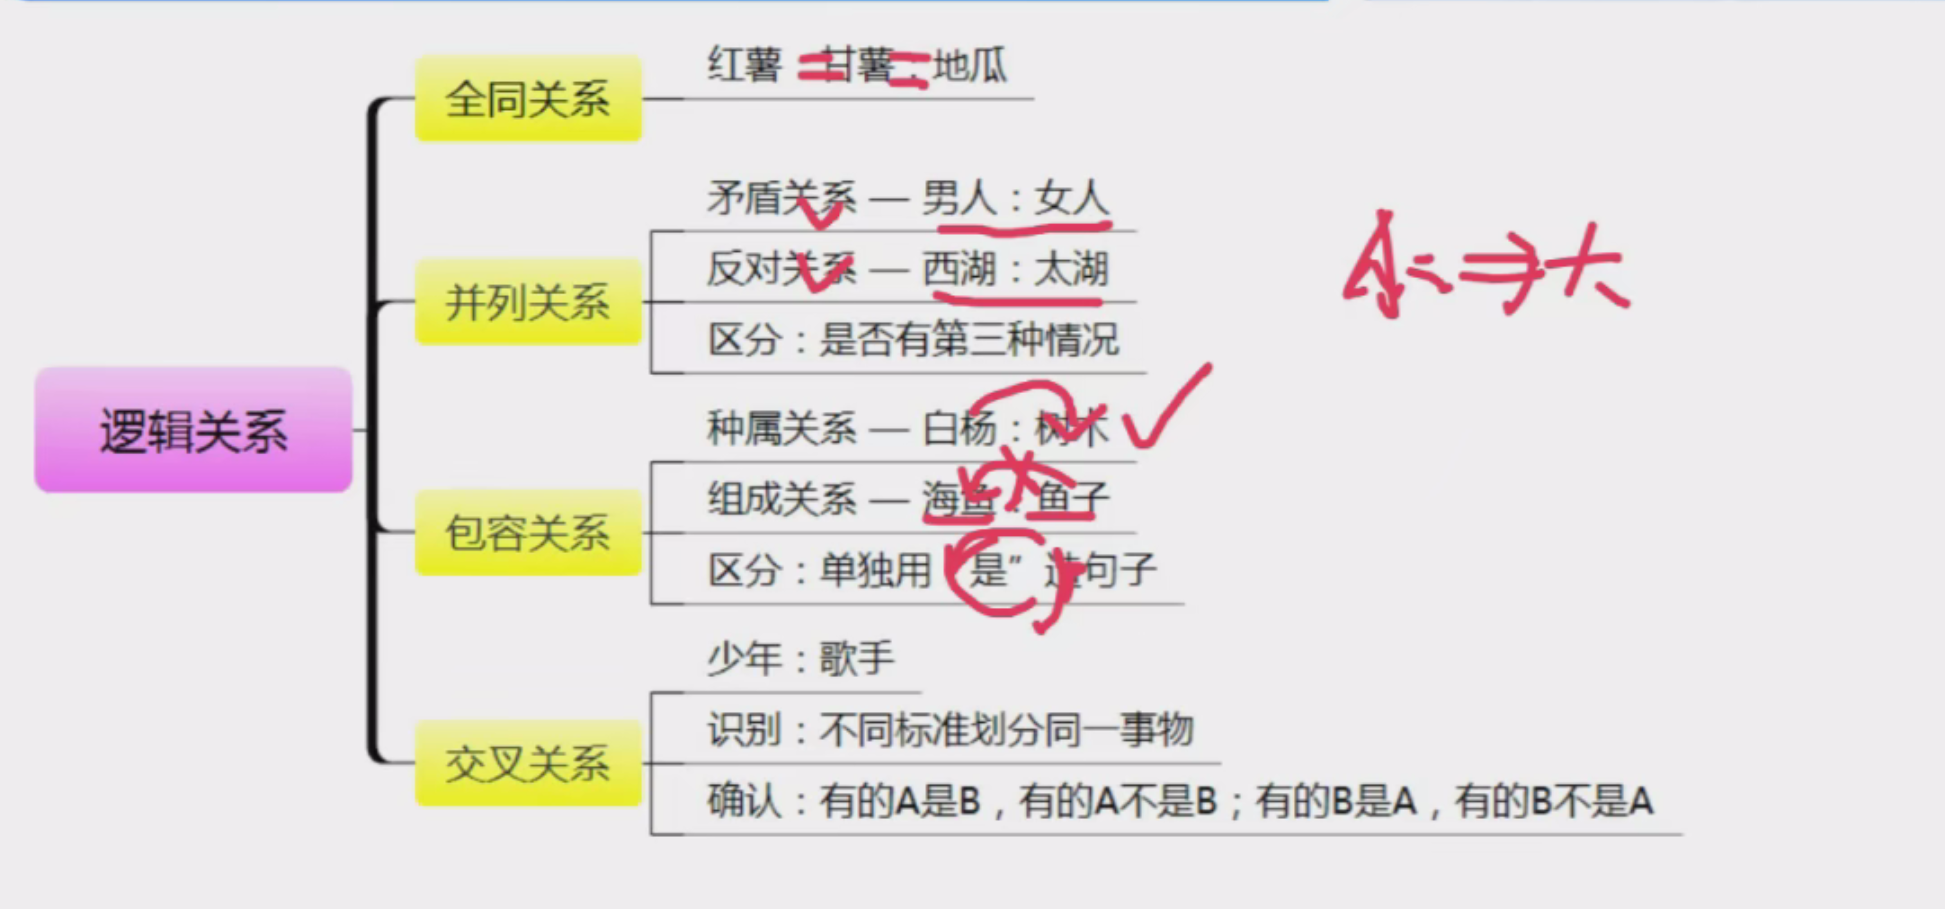 红薯：甘薯：地瓜
全同关系
矛盾关系 — 男人：女人
反对关系 — 西湖：太湖
并列关系
区分：是否有第三种情况
逻辑关系
种属关系 — 白杨：树木
组成关系 — 海鱼：鱼子
包容关系
区分：单独用“是”造句子
少年：歌手
识别：不同标准划分同一事物
交叉关系
确认：有的A是B，有的A不是B；有的B是A，有的B不是A